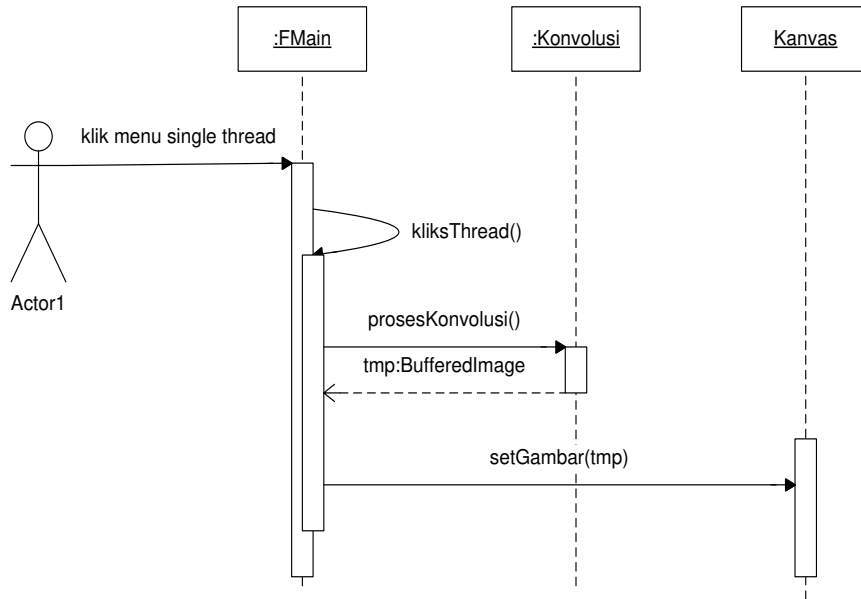 :FMain
:Konvolusi
Kanvas
klik menu single thread
kliksThread()
Actor1
prosesKonvolusi()
tmp:BufferedImage
setGambar(tmp)